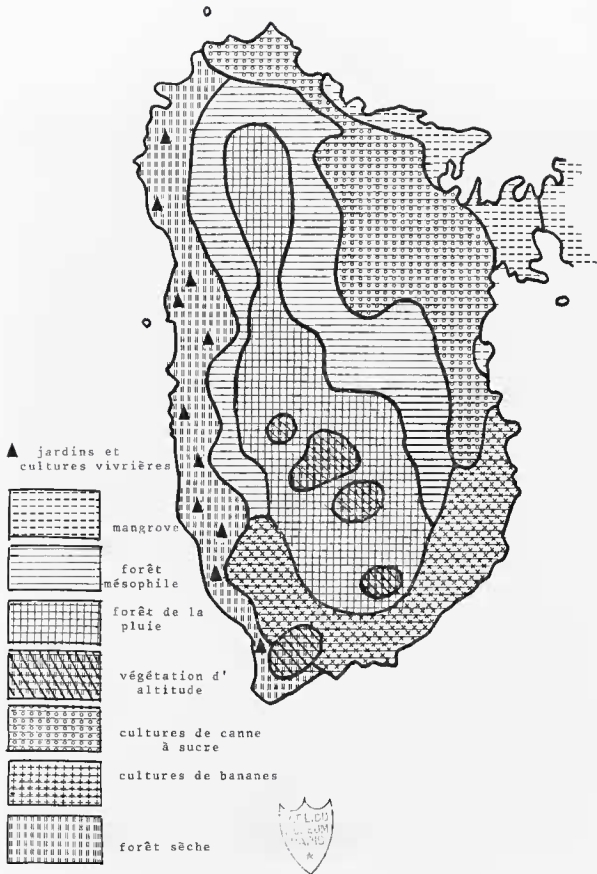 jardins et
cultures vivrières
mangrove
forêt
mésophile
forêt de la
pluie
végétation d'
altitude
cultures de canne
à sucre
cultures de bananes
forêt sèche